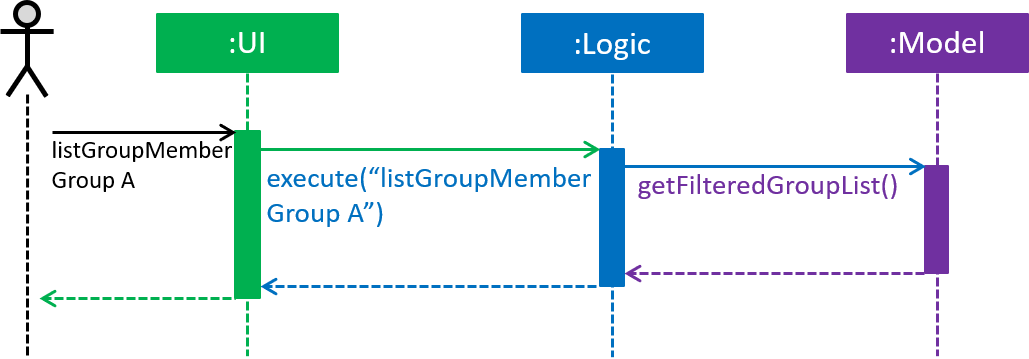 :UI
:Logic
:Model
listGroupMember
Group A
execute(“listGroupMember
Group A”)
getFilteredGroupList()